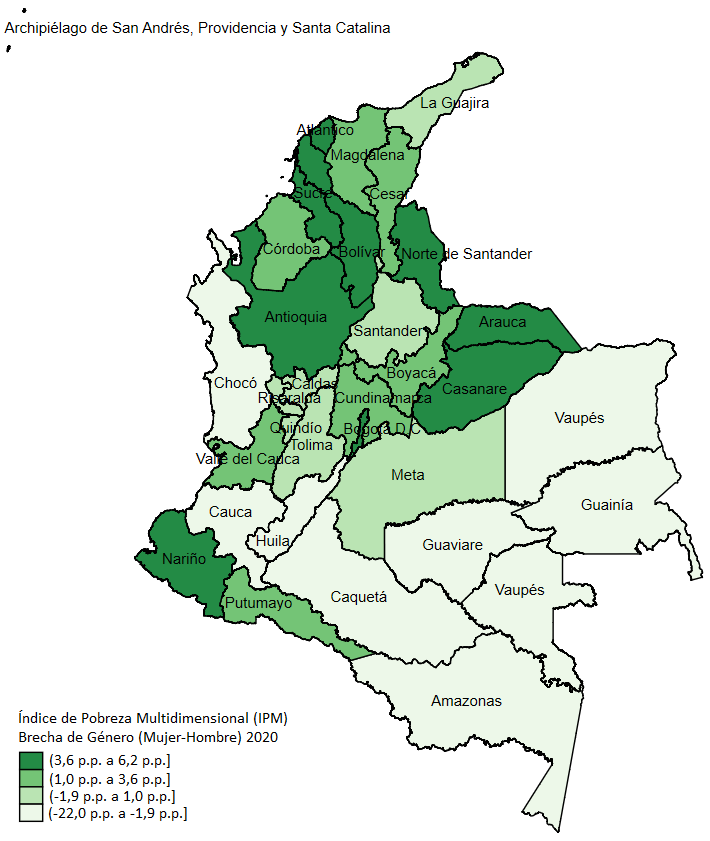 Archipiélago de San Andrés, Providencia y Santa Catalina
La Guajira
Atlántico
Magdalena
Cesar
Sucre
Córdoba
Bolívar
Norte de Santander
Antioquia
Santander
Arauca
Boyacá
Chocó
Caldas
Casanare
Risaralda
Cundinamarca
Vaupés
Quindío
Bogotá D.C
Tolima
Valle del Cauca
Meta
Guainía
Cauca
Huila
Guaviare
Nariño
Vaupés
Caquetá
Putumayo
Amazonas
Índice de Pobreza Multidimensional (IPM)
Brecha de Género (Mujer-Hombre) 2020
(3,6 p.p. a 6,2 p.p.]
(1,0 p.p. a 3,6 p.p.]
(-1,9 p.p. a 1,0 p.p.]
(-22,0 p.p. a -1,9 p.p.]